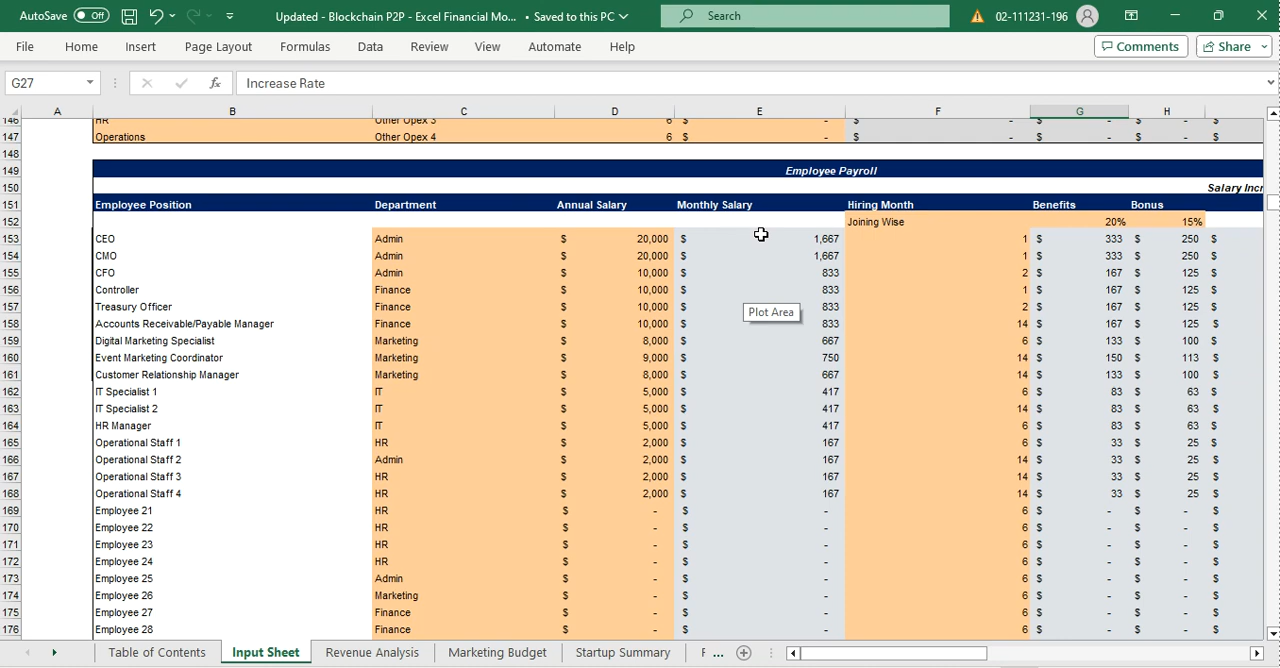 AutoSave Off Updated - Blockchain P2P - Excel Financial Mo... • Saved to this PC Search 02-111231-196
File Home Insert Page Layout Formulas Data Review View Automate Help Comments Share
G27 fx Increase Rate
A B C D E F G H
146 HR Other Opex 3 6 $ - $ - $ - $ - $
147 Operations Other Opex 4 6 $ - $ - $ - $ - $
148
149 Employee Payroll
150 Salary Incr
151 Employee Position Department Annual Salary Monthly Salary Hiring Month Benefits Bonus
152 Joining Wise 20% 15%
153 CEO Admin $ 20,000 $ 1,667 1 $ 333 $ 250 $
154 CMO Admin $ 20,000 $ 1,667 1 $ 333 $ 250 $
155 CFO Admin $ 10,000 $ 833 2 $ 167 $ 125 $
156 Controller Finance $ 10,000 $ 833 1 $ 167 $ 125 $
157 Treasury Officer Finance $ 10,000 $ Plot Area 833 2 $ 167 $ 125 $
158 Accounts Receivable/Payable Manager Finance $ 10,000 $ 833 14 $ 167 $ 125 $
159 Digital Marketing Specialist Marketing $ 8,000 $ 667 6 $ 133 $ 100 $
160 Event Marketing Coordinator Marketing $ 9,000 $ 750 14 $ 150 $ 113 $
161 Customer Relationship Manager Marketing $ 8,000 $ 667 14 $ 133 $ 100 $
162 IT Specialist 1 IT $ 5,000 $ 417 6 $ 83 $ 63 $
163 IT Specialist 2 IT $ 5,000 $ 417 14 $ 83 $ 63 $
164 HR Manager IT $ 5,000 $ 417 6 $ 83 $ 63 $
165 Operational Staff 1 HR $ 2,000 $ 167 6 $ 33 $ 25 $
166 Operational Staff 2 Admin $ 2,000 $ 167 14 $ 33 $ 25 $
167 Operational Staff 3 HR $ 2,000 $ 167 14 $ 33 $ 25 $
168 Operational Staff 4 HR $ 2,000 $ 167 14 $ 33 $ 25 $
169 Employee 21 HR $ - $ - 6 $ - $ - $
170 Employee 22 HR $ - $ - 6 $ - $ - $
171 Employee 23 HR $ - $ - 6 $ - $ - $
172 Employee 24 HR $ - $ - 6 $ - $ - $
173 Employee 25 Admin $ - $ - 6 $ - $ - $
174 Employee 26 Marketing $ - $ - 6 $ - $ - $
175 Employee 27 Finance $ - $ - 6 $ - $ - $
176 Employee 28 Finance $ - $ - 6 $ - $ - $
Table of Contents Input Sheet Revenue Analysis Marketing Budget Startup Summary ...